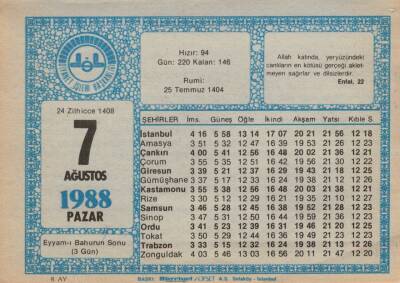 Hızır: 94
Gün: 220 Kalan: 146
Rumi:
25 Temmuz 1404
Allah katında, yeryüzündeki
canlıların en kötüsü gerçeği aklet-
meyen sağırlar ve dilsizlerdir.
Enfal, 22
24 Zilhicce 1408
7
AĞUSTOS
1988
PAZAR
Eyyam-ı Bahurun Sonu
(3 Gün)
ŞEHİRLER İms. Güneş Öğle İkindi Akşam Yatsı Kıble S.
İstanbul 4 16 5 58 13 14 17 07 20 21 21 56 12 18
Amasya 3 51 5 32 12 47 16 39 19 53 21 26 12 23
Çankırı 4 00 5 41 12 56 16 48 20 02 21 36 12 21
Çorum 3 55 5 35 12 51 16 42 19 56 21 30 12 22
Giresun 3 39 5 21 12 37 16 29 19 43 21 18 12 25
Gümüşhane 3 37 5 17 12 33 16 24 19 38 21 12 12 26
Kastamonu 3 55 5 38 12 56 16 48 20 03 21 38 12 21
Rize 3 30 5 12 12 29 16 21 19 35 21 10 12 27
Samsun 3 46 5 28 12 45 16 38 19 52 21 26 12 23
Sinop 3 47 5 31 12 50 16 44 19 59 21 36 12 22
Ordu 3 41 5 23 12 39 16 31 19 46 21 20 12 25
Tokat 3 50 5 29 12 44 16 35 19 49 21 22 12 23
Trabzon 3 33 5 15 12 32 16 24 19 38 21 13 12 26
Zonguldak 4 03 5 46 13 03 16 56 20 11 21 47 12 20
8. AY
BASKI: OFSET A.Ş. İstanbul